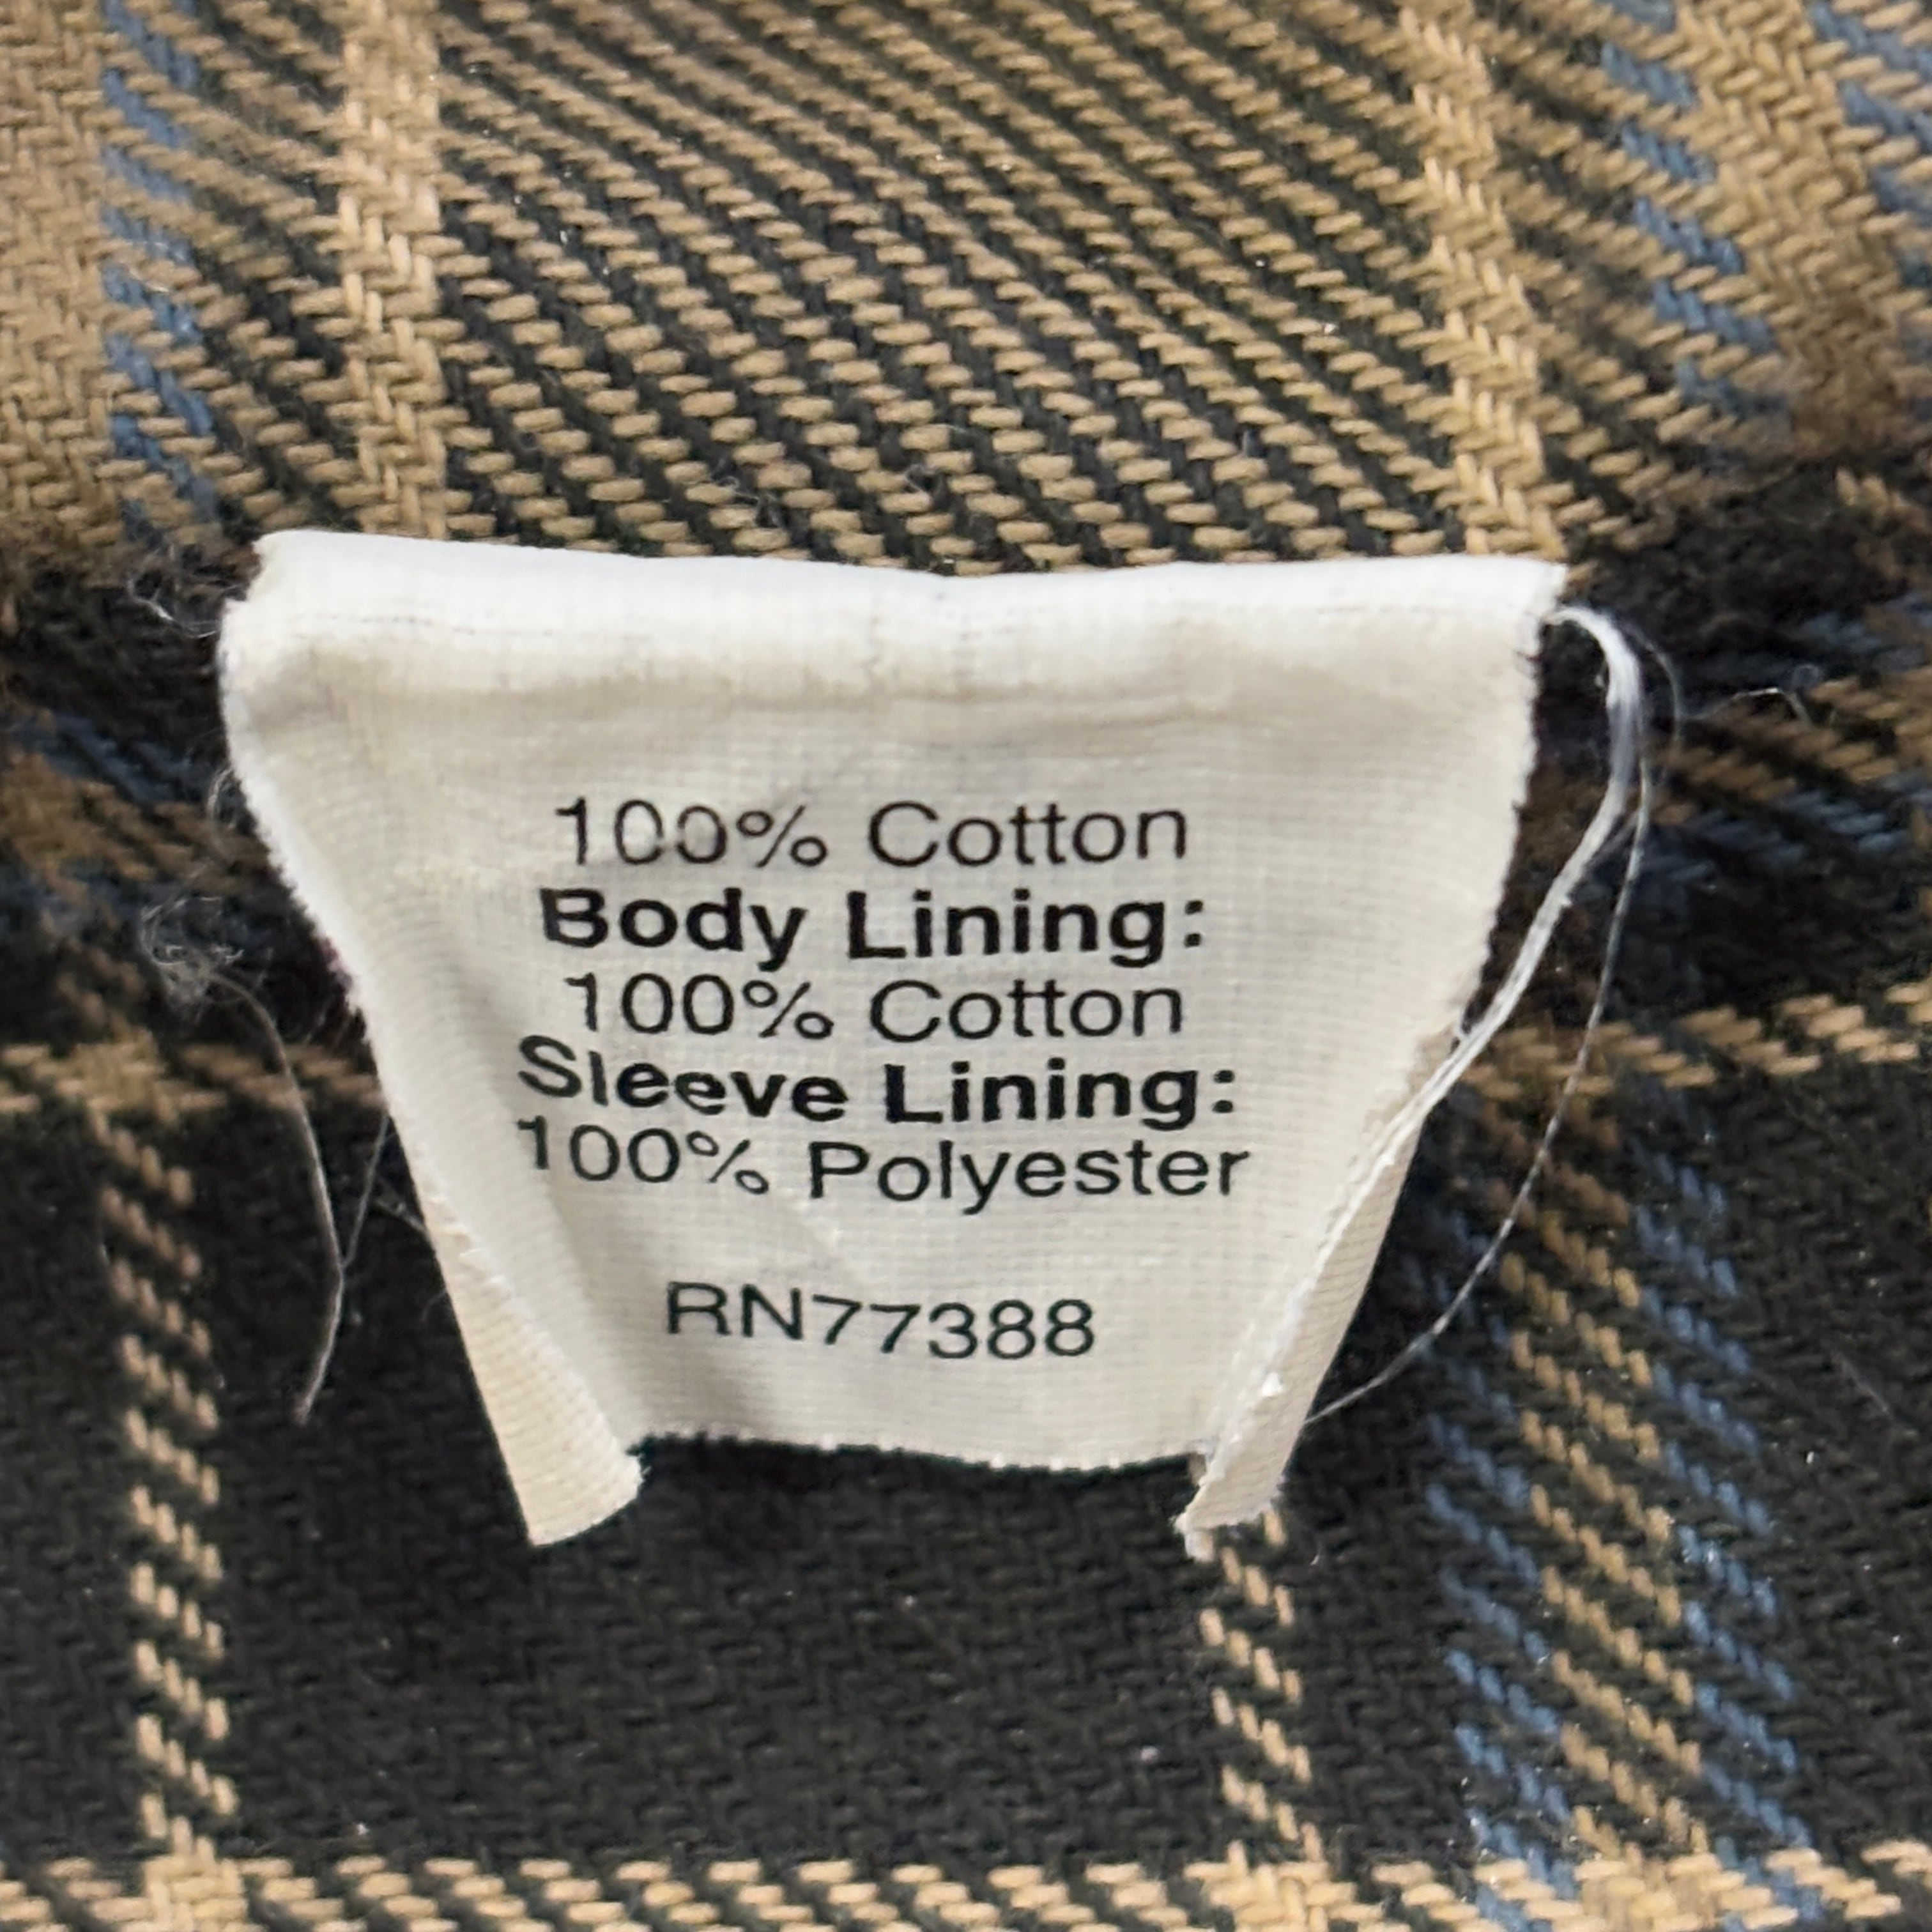 100% Cotton
Body Lining:
100% Cotton
Sleeve Lining:
100% Polyester
RN77388